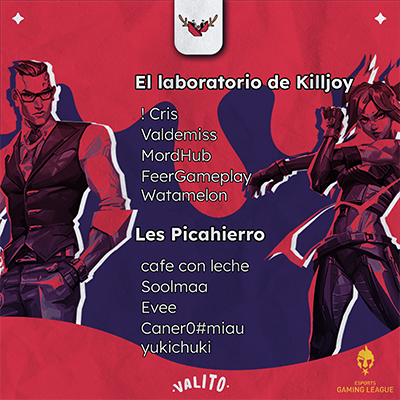 El laboratorio de Killjoy
! Cris
Valdemiss
MordHub
FeerGameplay
Watamelon
Les Picahierro
cafe con leche
Soolmaa
Evee
Caner0#miau
yukichuki
·VALITO·
ESPORTS
GAMING LEAGUE